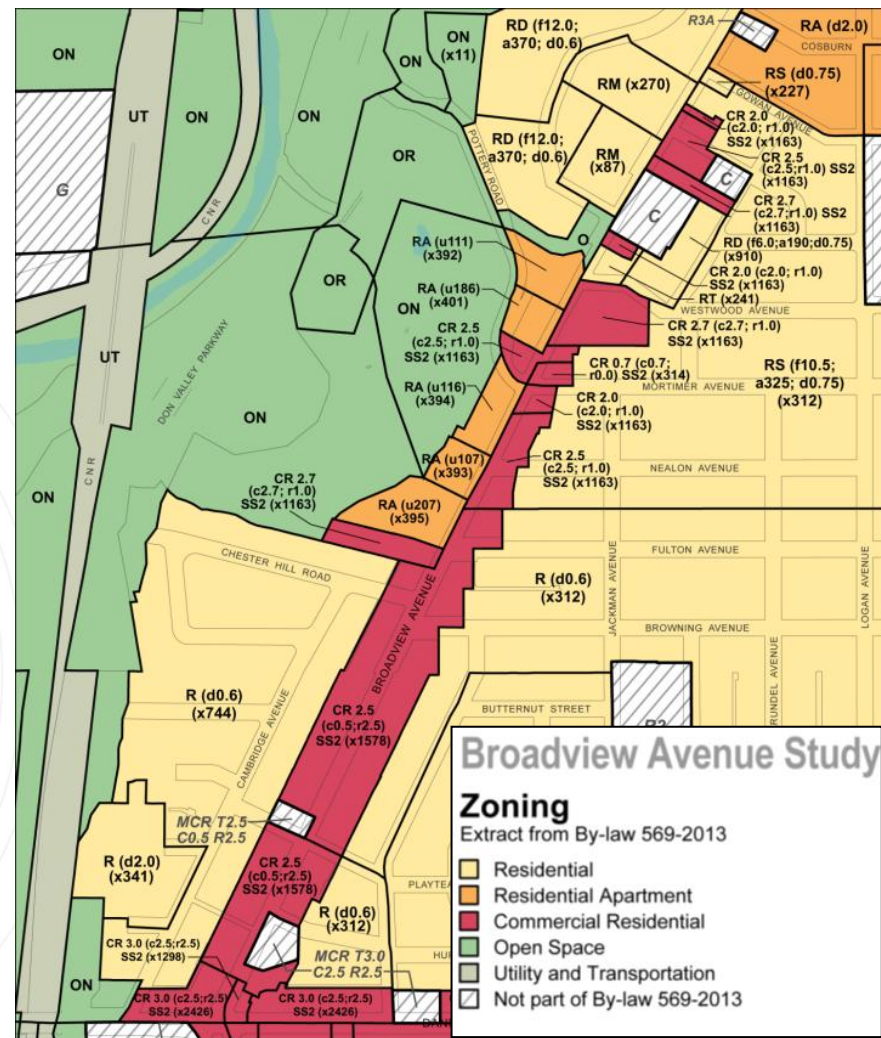 R3A
RA (d2.0)
COSBURN
ON
ON
(x11)
RD (f12.0;
a370; d0.6)
ON
RM (x270)
RS (d0.75)
(x227)
GOWAN AVENUE
UT
ON
CR 2.0
(c2.0; r1.0)
SS2 (x1163)
POTTERY ROAD
RD (f12.0;
a370; d0.6)
OR
RM
(x87)
CR 2.5
(c2.5;r1.0) SS2
(x1163)
G
C
C
CNR
CR 2.7
(c2.7;r1.0) SS2
(x1163)
RA (u111)
(x392)
O
RD (f6.0;a190;d0.75)
(x910)
OR
CR 2.0 (c2.0; r1.0)
SS2 (x1163)
RA (u186)
(x401)
RT (x241)
ON
WESTWOOD AVENUE
CR 2.7 (c2.7; r1.0)
SS2 (x1163)
CR 2.5
(c2.5; r1.0)
SS2 (x1163)
UT
DON VALLEY PARKWAY
CR 0.7 (c0.7;
r0.0) SS2 (x314)
RS (f10.5;
a325; d0.75)
(x312)
MORTIMER AVENUE
RA (u116)
(x394)
CR 2.0
(c2.0; r1.0)
SS2 (x1163)
ON
CR 2.5
(c2.5; r1.0)
SS2 (x1163)
RA (u107)
(x393)
NEALON AVENUE
CNR
ON
CR 2.7
(c2.7; r1.0)
SS2 (x1163)
RA (u207)
(x395)
CHESTER HILL ROAD
FULTON AVENUE
R (d0.6)
(x312)
JACKMAN AVENUE
LOGAN AVENUE
BROADVIEW AVENUE
BROWNING AVENUE
R (d0.6)
(x744)
CAMBRIDGE AVENUE
CR 2.5
(c0.5;r2.5)
SS2 (x1578)
BUTTERNUT STREET
RUNDEL AVENUE
MCR T2.5
C0.5 R2.5
R (d2.0)
(x341)
CR 2.5
(c0.5;r2.5)
SS2 (x1578)
PLAYTE
R (d0.6)
(x312)
CR 3.0 (c2.5;r2.5)
SS2 (x1298)
MCR T3.0
C2.5 R2.5
HU
ON
CR 3.0 (c2.5;r2.5)
SS2 (x2426)
CR 3.0 (c2.5;r2.5)
SS2 (x2426)
Broadview Avenue Study
Zoning
Extract from By-law 569-2013
Residential
Residential Apartment
Commercial Residential
Open Space
Utility and Transportation
Not part of By-law 569-2013